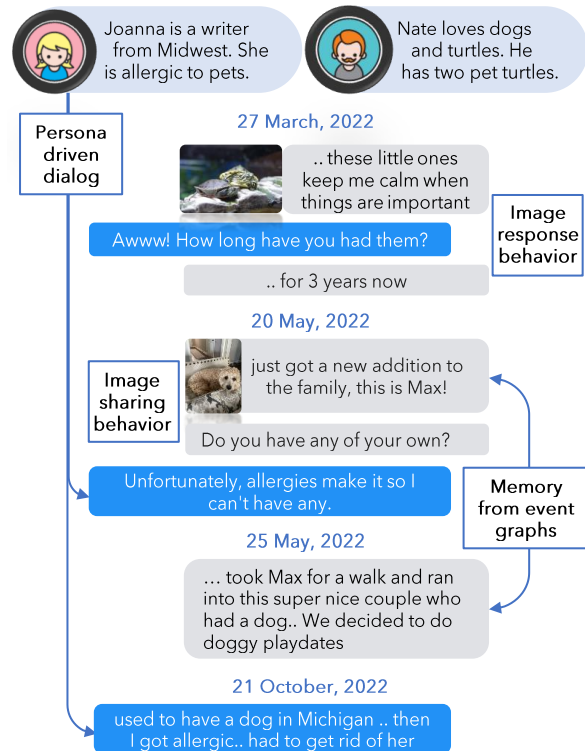 Joanna is a writer
from Midwest. She
is allergic to pets.
Nate loves dogs
and turtles. He
has two pet turtles.
Persona
driven
dialog
27 March, 2022
.. these little ones
keep me calm when
things are important
Image
response
behavior
Awww! How long have you had them?
.. for 3 years now
20 May, 2022
Image
sharing
behavior
just got a new addition to
the family, this is Max!
Do you have any of your own?
Unfortunately, allergies make it so I
can't have any.
Memory
from event
graphs
25 May, 2022
… took Max for a walk and ran
into this super nice couple who
had a dog.. We decided to do
doggy playdates
21 October, 2022
used to have a dog in Michigan .. then
I got allergic.. had to get rid of her